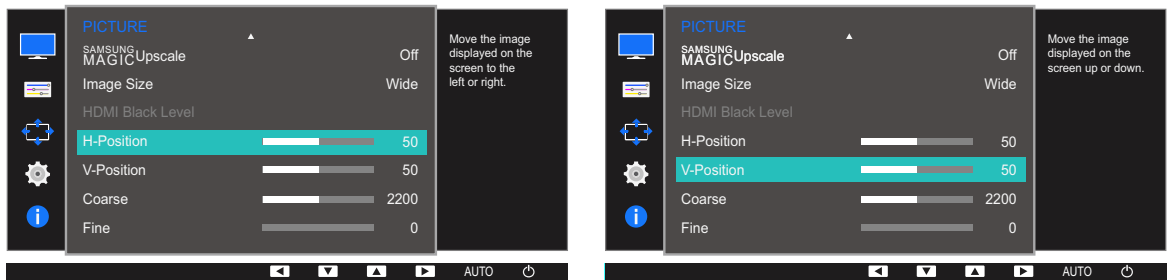 PICTURE
SAMSUNG
MAGIC Upscale Off
Image Size Wide
HDMI Black Level
H-Position 50
V-Position 50
Coarse 2200
Fine 0
Move the image
displayed on the
screen to the
left or right.
AUTO
PICTURE
SAMSUNG
MAGIC Upscale Off
Image Size Wide
HDMI Black Level
H-Position 50
V-Position 50
Coarse 2200
Fine 0
Move the image
displayed on the
screen up or down.
AUTO